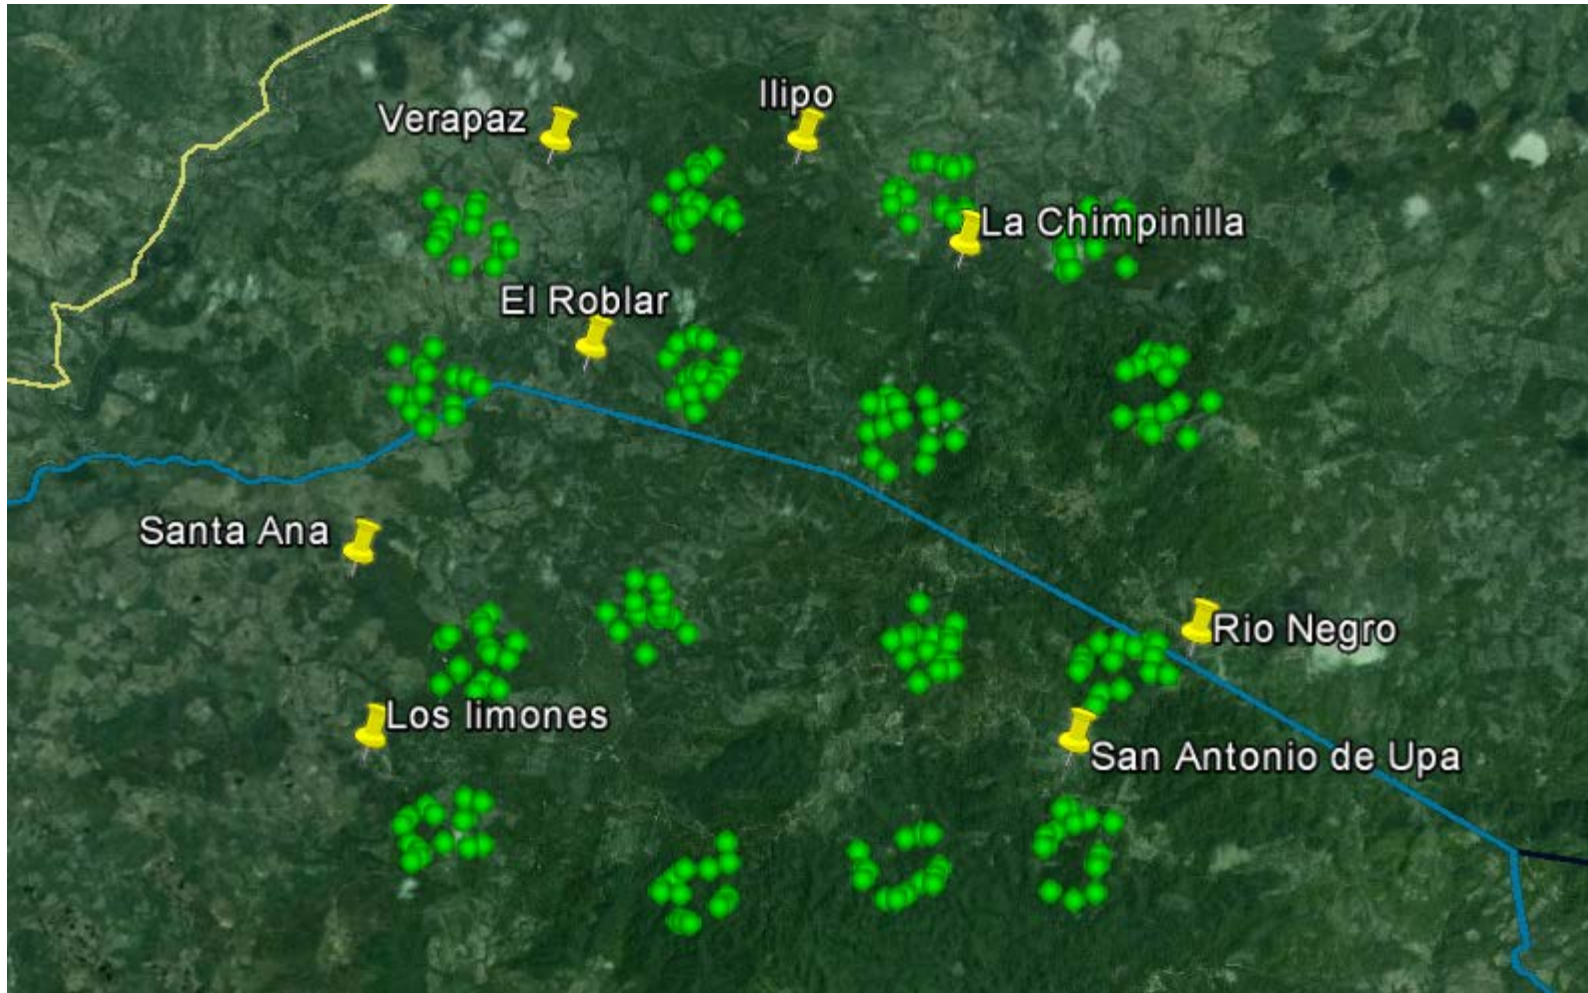 Ilipo
Verapaz
La Chimpinilla
El Roblar
Santa Ana
Rio Negro
Los limones
San Antonio de Upa